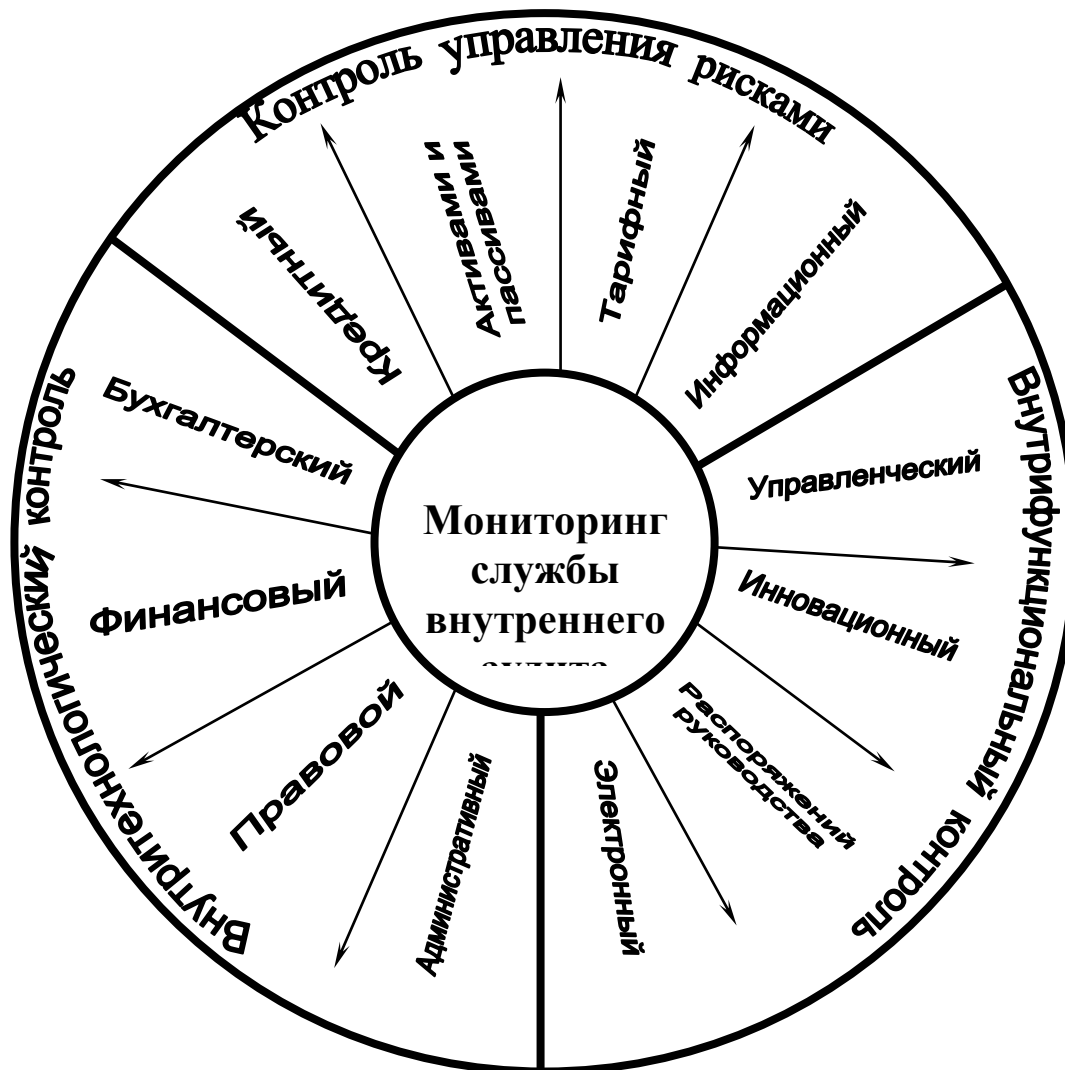 Контроль управления рисками
Кредитный
Активами и
пассивами
Тарифный
Информационный
Внутрифункциональный контроль
Управленческий
Инновационный
Распоряжений
руководства
Электронный
Внутритехнологический контроль
Бухгалтерский
Финансовый
Правовой
Административный
Мониторинг
службы
внутреннего
аудита